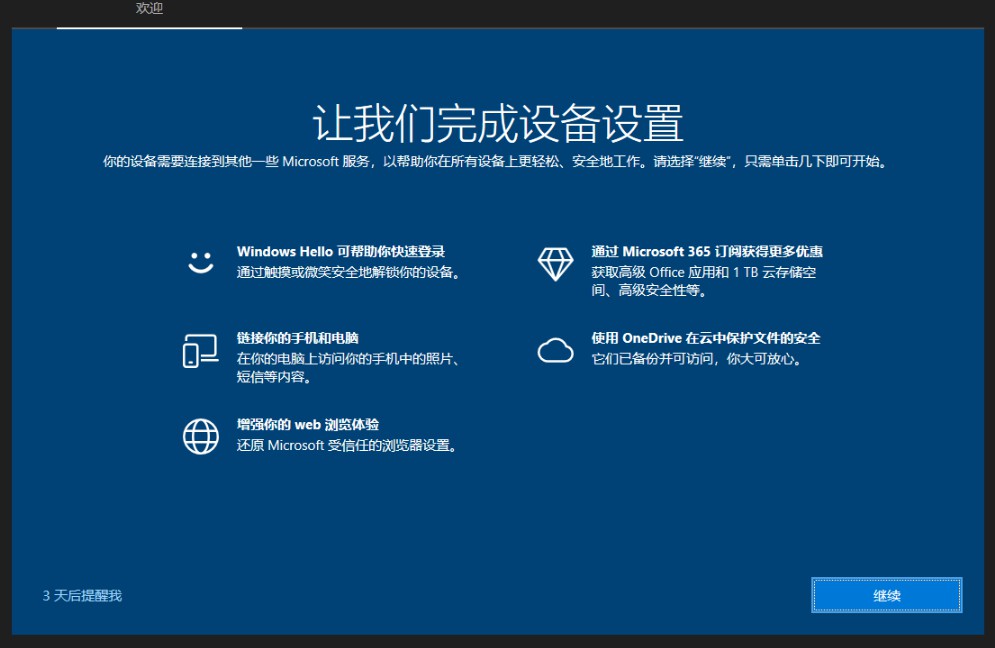 欢迎
让我们完成设备设置
你的设备需要连接到其他一些 Microsoft 服务，以帮助你在所有设备上更轻松、安全地工作。请选择“继续”，只需单击几下即可开始。
Windows Hello 可帮助你快速登录
通过触摸或微笑安全地解锁你的设备。
通过 Microsoft 365 订阅获得更多优惠
获取高级 Office 应用和 1 TB 云存储空
间、高级安全性等。
链接你的手机和电脑
在你的电脑上访问你的手机中的照片、
短信等内容。
使用 OneDrive 在云中保护文件的安全
它们已备份并可访问，你大可放心。
增强你的 web 浏览体验
还原 Microsoft 受信任的浏览器设置。
3 天后提醒我
继续